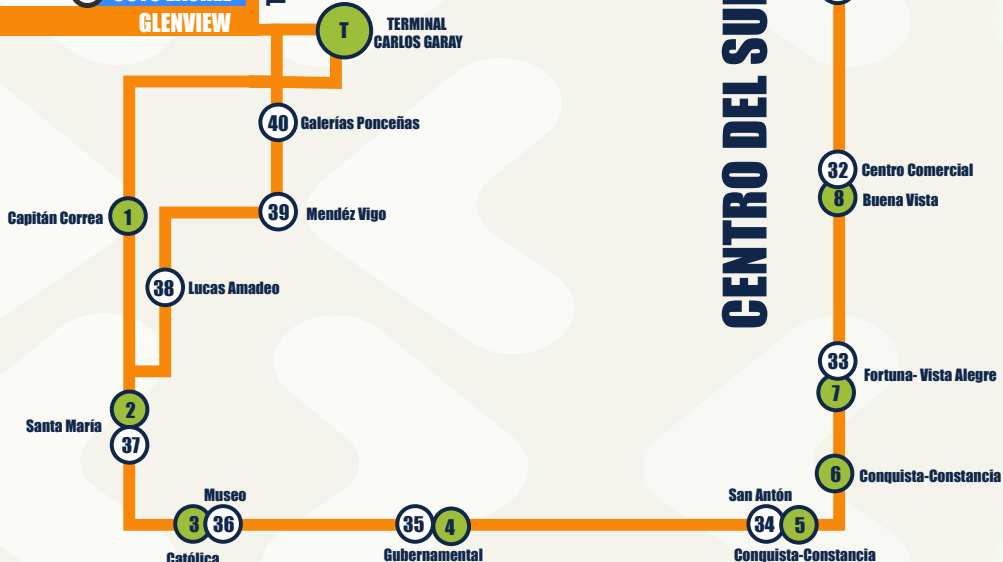 GLENVIEW
T
TERMINAL
CARLOS GARAY
40 Galerías Ponceñas
Capitán Correa 1
39 Mendéz Vigo
38 Lucas Amadeo
Santa María
2
37
Museo
3 36
Católica
35 4
Gubernamental
San Antón
34 5
Conquista-Constancia
6 Conquista-Constancia
33
Fortuna- Vista Alegre
7
32 Centro Comercial
8 Buena Vista
CENTRO DEL SUR